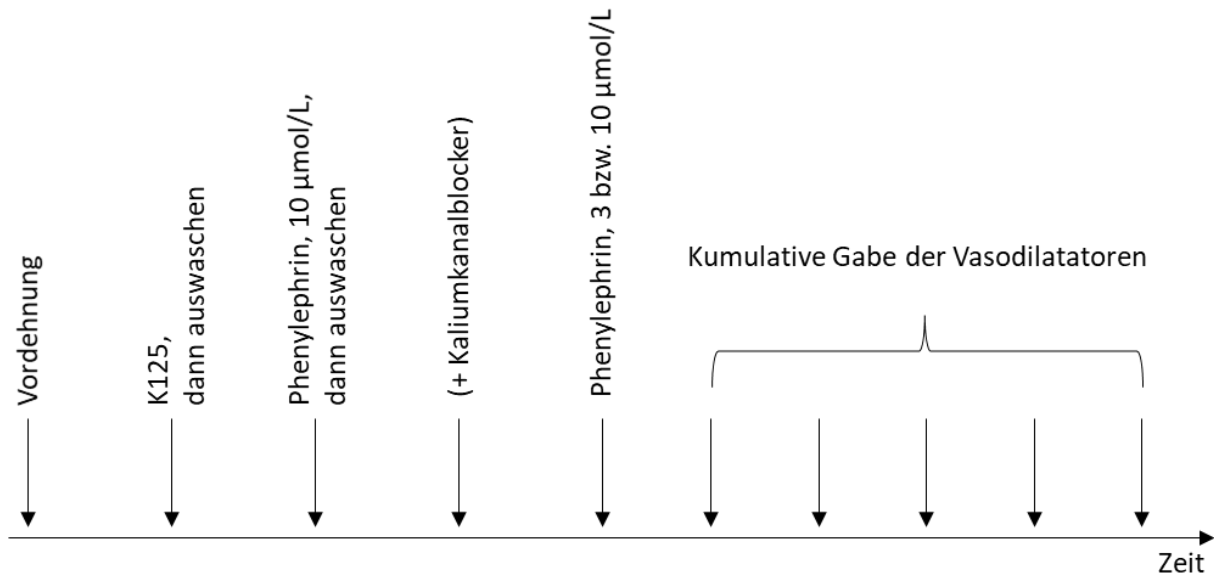 Vordehnung
K125,
dann auswaschen
Phenylephrin, 10 µmol/L,
dann auswaschen
(+ Kaliumkanalblocker)
Phenylephrin, 3 bzw. 10 µmol/L
Kumulative Gabe der Vasodilatatoren
Zeit